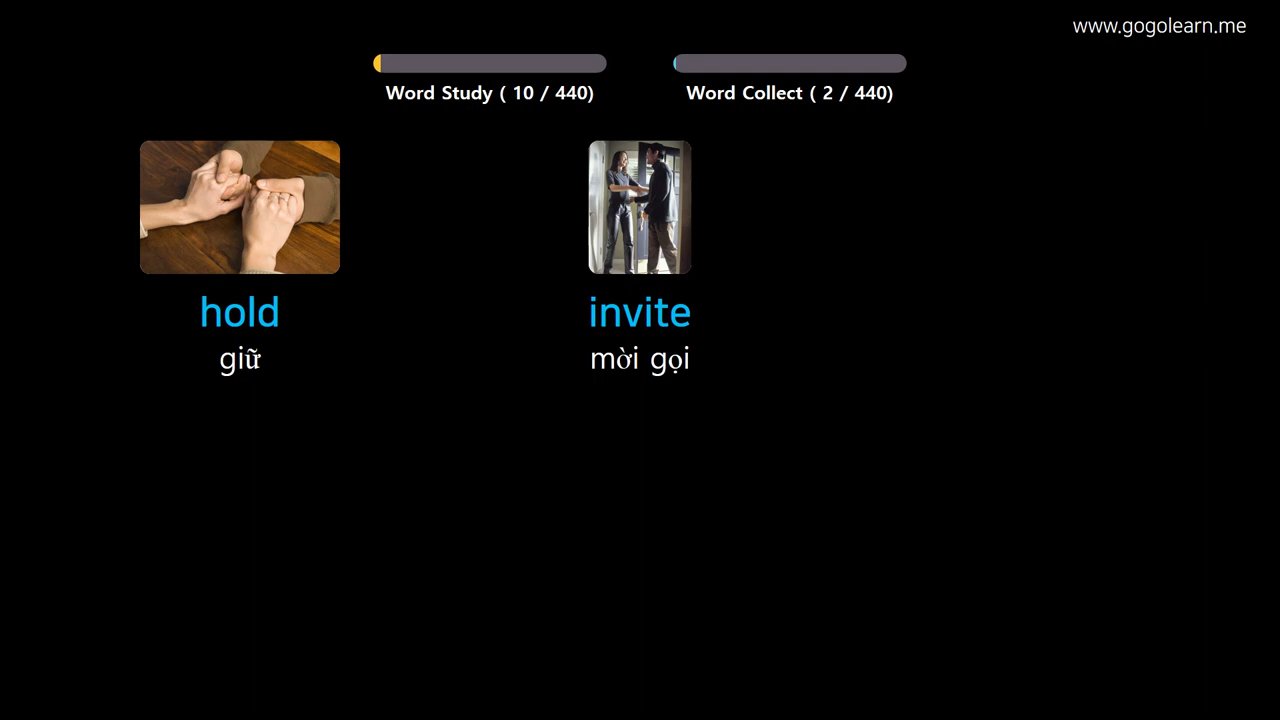 www.gogolearn.me
Word Study ( 10 / 440)
Word Collect ( 2 / 440)
hold
invite
giữ
mời gọi